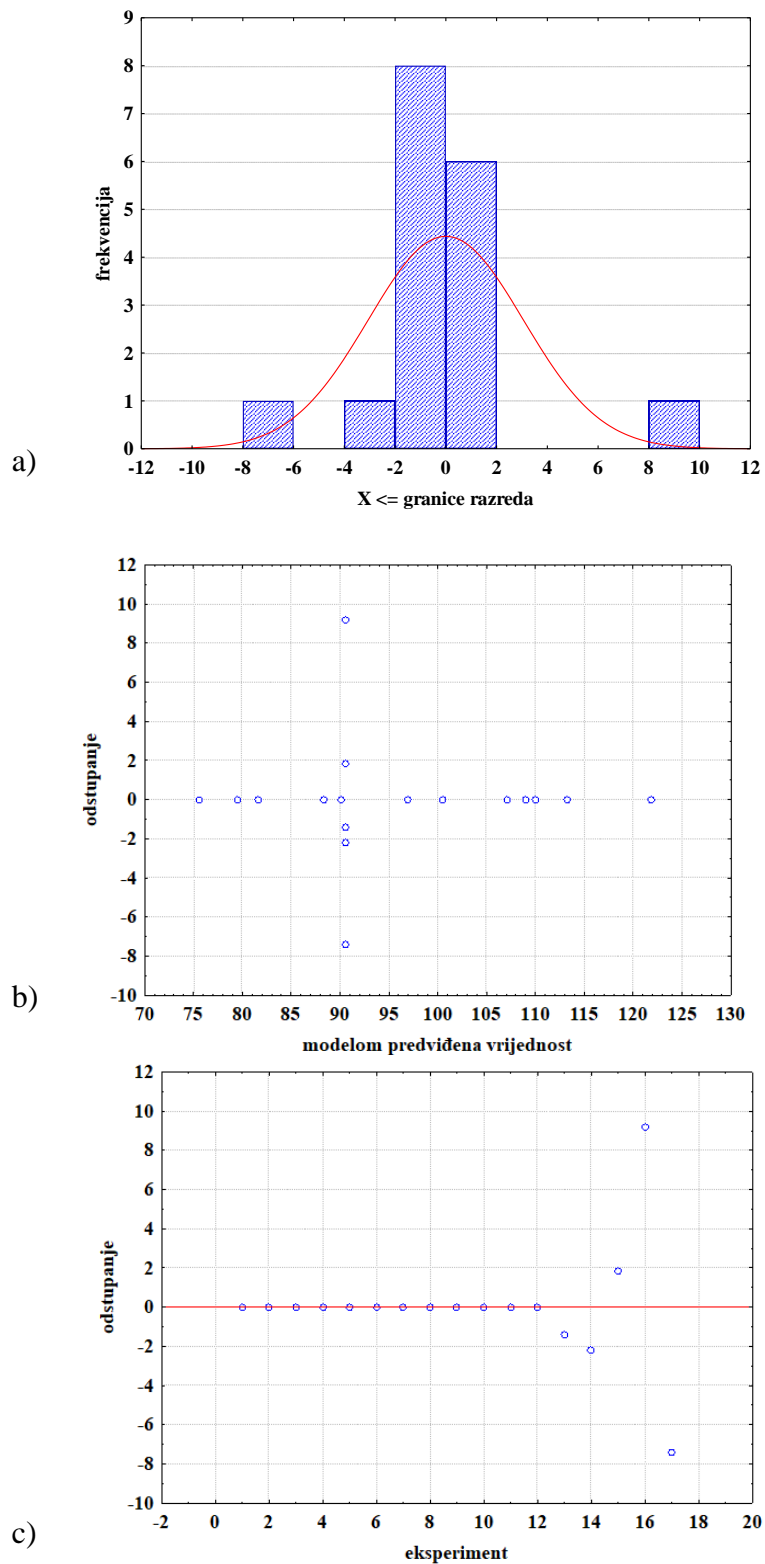 9
8
7
6
5
4
3
2
1
0
frekvencija
-12 -10 -8 -6 -4 -2 0 2 4 6 8 10 12
X <= granice razreda
a)
12
10
8
6
4
2
0
-2
-4
-6
-8
-10
odstupanje
70 75 80 85 90 95 100 105 110 115 120 125 130
modelom predviđena vrijednost
b)
12
10
8
6
4
2
0
-2
-4
-6
-8
-10
odstupanje
-2 0 2 4 6 8 10 12 14 16 18 20
eksperiment
c)